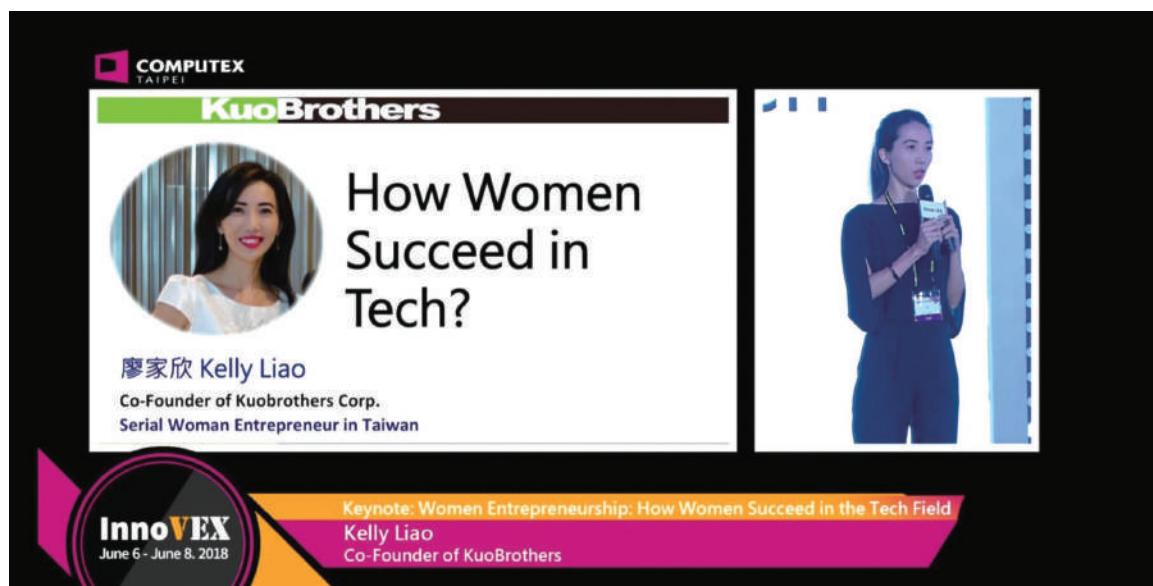 COMPUTEX
TAIPEI
KuoBrothers
How Women
Succeed in
Tech?
廖家欣 Kelly Liao
Co-Founder of Kuobrothers Corp.
Serial Woman Entrepreneur in Taiwan
InnoVEX
June 6 - June 8. 2018
Keynote: Women Entrepreneurship: How Women Succeed in the Tech Field
Kelly Liao
Co-Founder of KuoBrothers